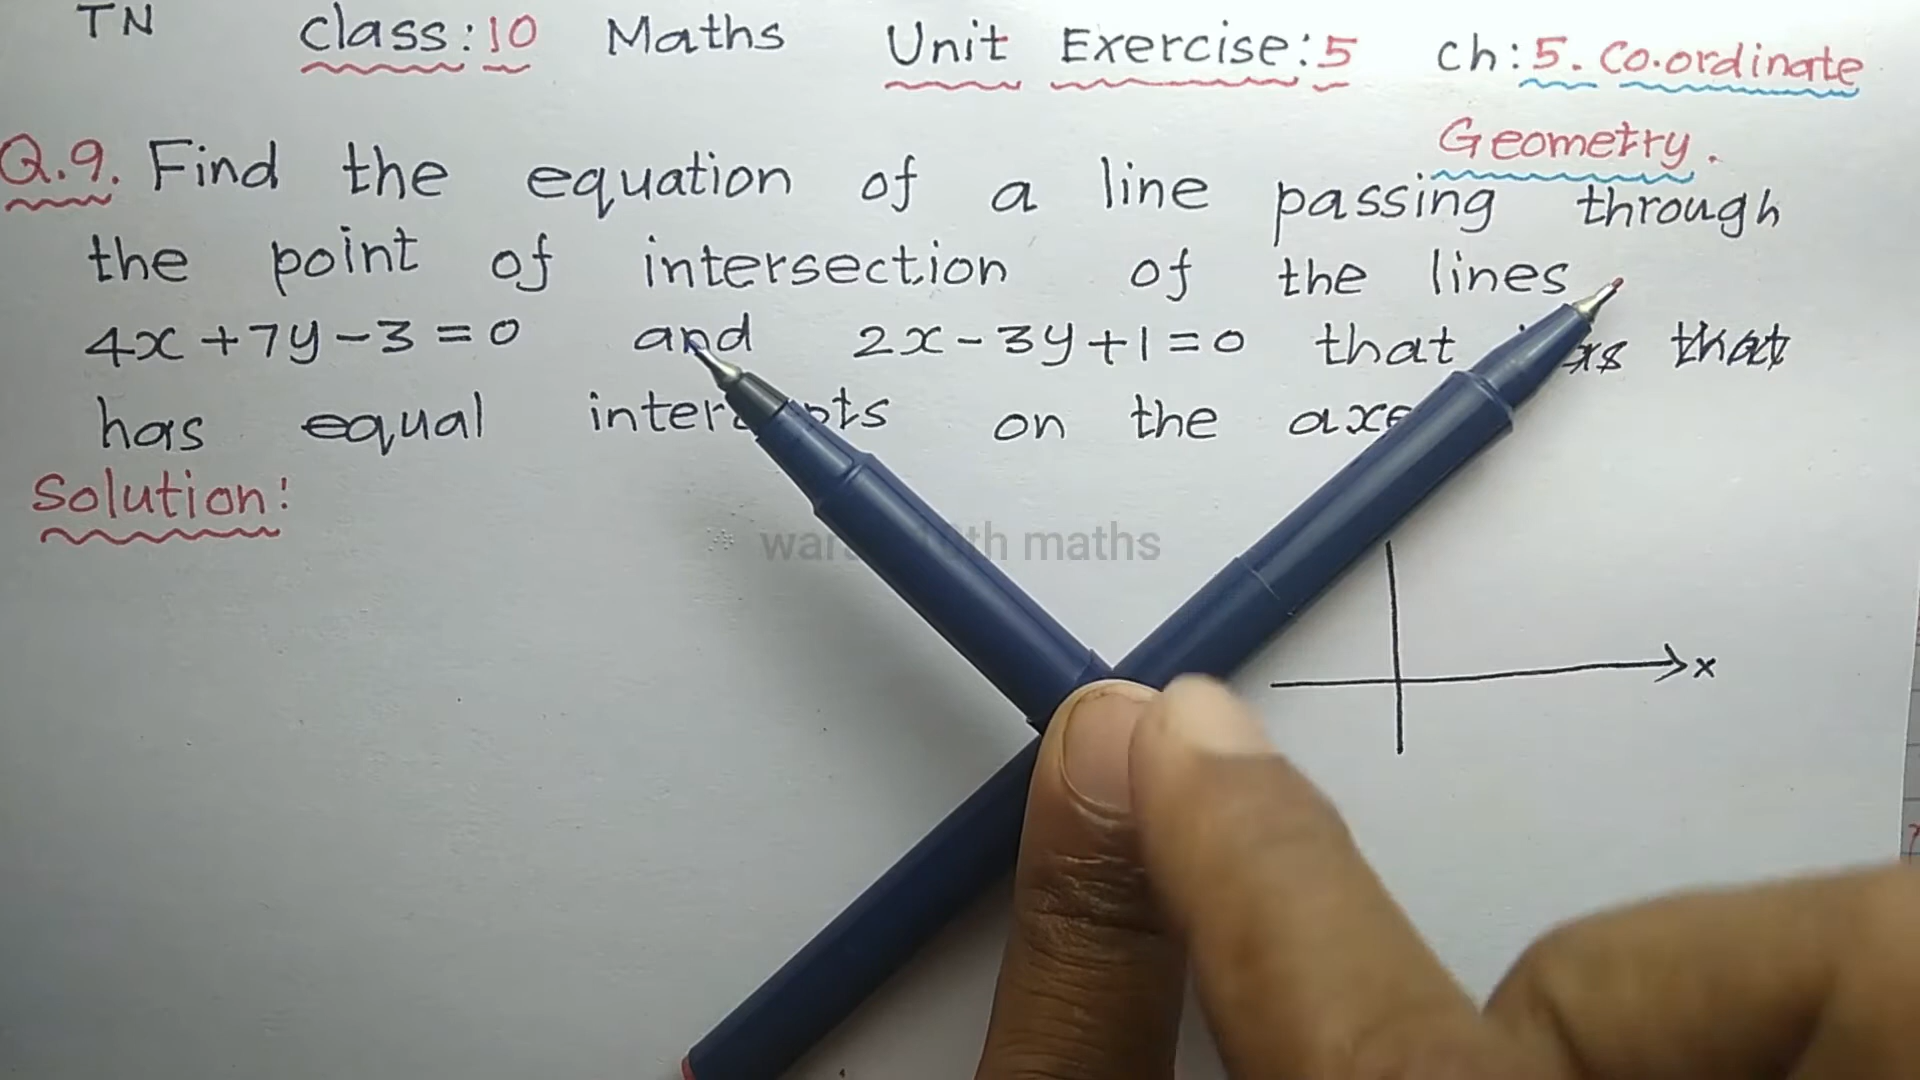 TN class:10 Maths Unit Exercise:5 ch:5. Co.ordinate
Geometry.
Q.9. Find the equation of a line passing through
the point of intersection of the lines
4x+7y-3=0 and 2x-3y+1=0 that that
has equal on the
Solution:
10th maths
x